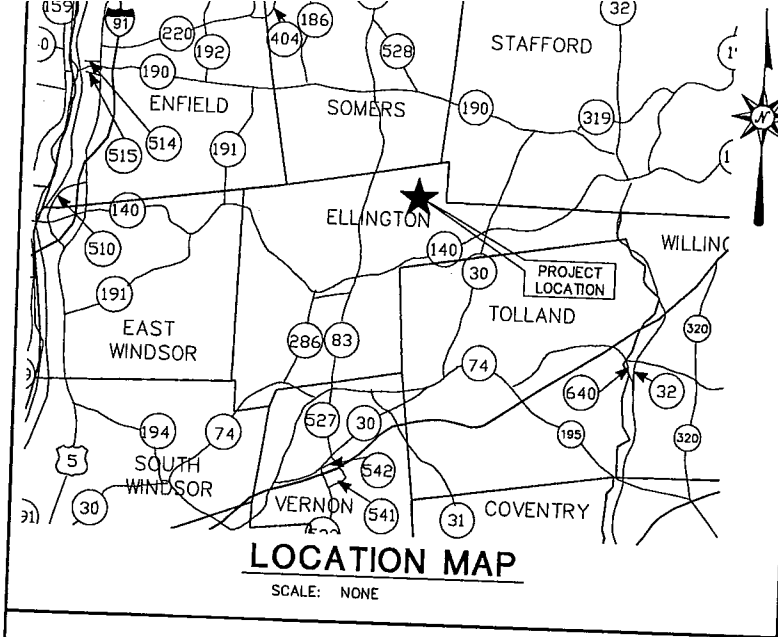 159
91
186
32
220
404
192
528
STAFFORD
190
ENFIELD
SOMERS
190
319
515
514
191
N
140
ELLINGTON
510
140
WILLIN
30
PROJECT
LOCATION
191
TOLLAND
EAST
WINDSOR
286
83
320
74
640
32
527
30
194
74
195
320
5
SOUTH
WINDSOR
542
30
VERNON
541
31
COVENTRY
91
LOCATION MAP
SCALE: NONE